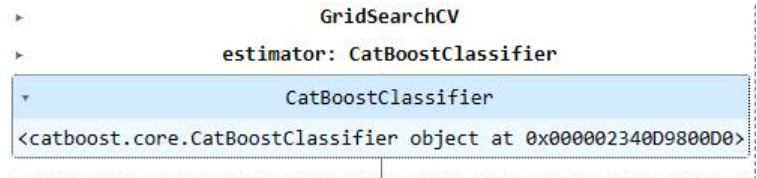 GridSearchCV
estimator: CatBoostClassifier
CatBoostClassifier
<catboost.core.CatBoostClassifier object at 0x000002340D9800D0>